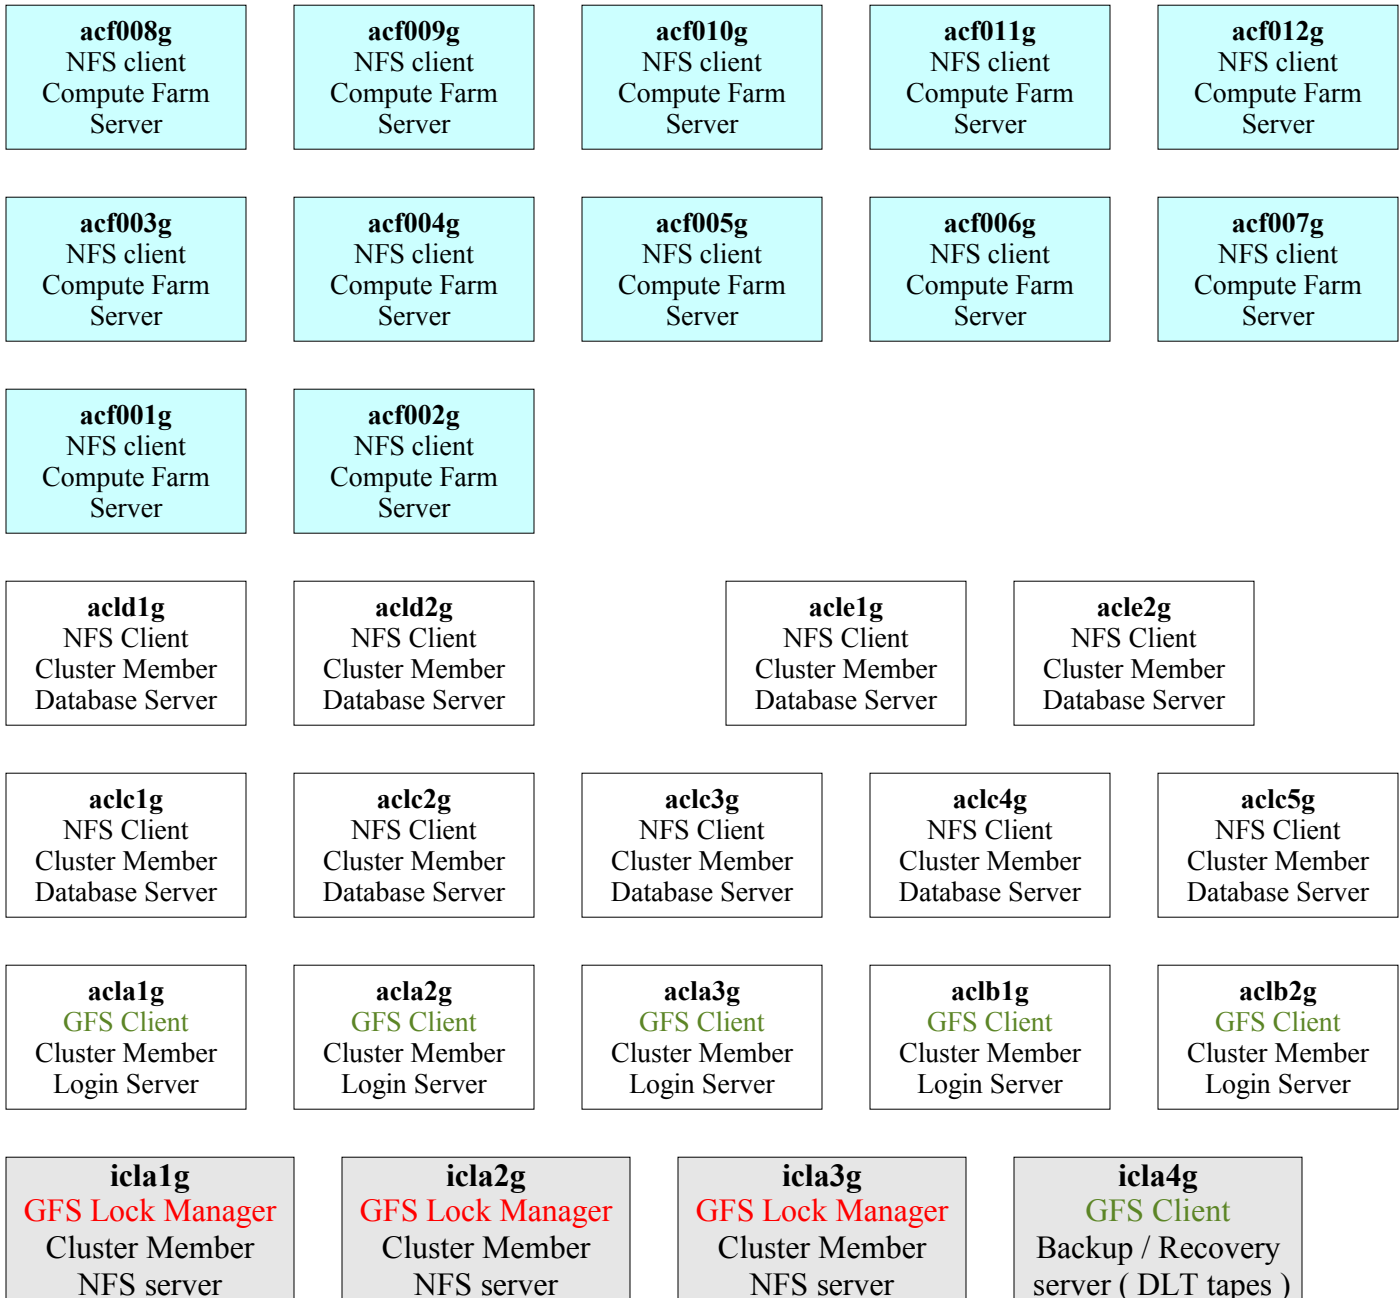 acf008g
NFS client
Compute Farm
Server
acf009g
NFS client
Compute Farm
Server
acf010g
NFS client
Compute Farm
Server
acf011g
NFS client
Compute Farm
Server
acf012g
NFS client
Compute Farm
Server
acf003g
NFS client
Compute Farm
Server
acf004g
NFS client
Compute Farm
Server
acf005g
NFS client
Compute Farm
Server
acf006g
NFS client
Compute Farm
Server
acf007g
NFS client
Compute Farm
Server
acf001g
NFS client
Compute Farm
Server
acf002g
NFS client
Compute Farm
Server
acld1g
NFS Client
Cluster Member
Database Server
acld2g
NFS Client
Cluster Member
Database Server
acle1g
NFS Client
Cluster Member
Database Server
acle2g
NFS Client
Cluster Member
Database Server
aclc1g
NFS Client
Cluster Member
Database Server
aclc2g
NFS Client
Cluster Member
Database Server
aclc3g
NFS Client
Cluster Member
Database Server
aclc4g
NFS Client
Cluster Member
Database Server
aclc5g
NFS Client
Cluster Member
Database Server
acla1g
GFS Client
Cluster Member
Login Server
acla2g
GFS Client
Cluster Member
Login Server
acla3g
GFS Client
Cluster Member
Login Server
aclb1g
GFS Client
Cluster Member
Login Server
aclb2g
GFS Client
Cluster Member
Login Server
icla1g
GFS Lock Manager
Cluster Member
NFS server
icla2g
GFS Lock Manager
Cluster Member
NFS server
icla3g
GFS Lock Manager
Cluster Member
NFS server
icla4g
GFS Client
Backup / Recovery
server ( DLT tapes )